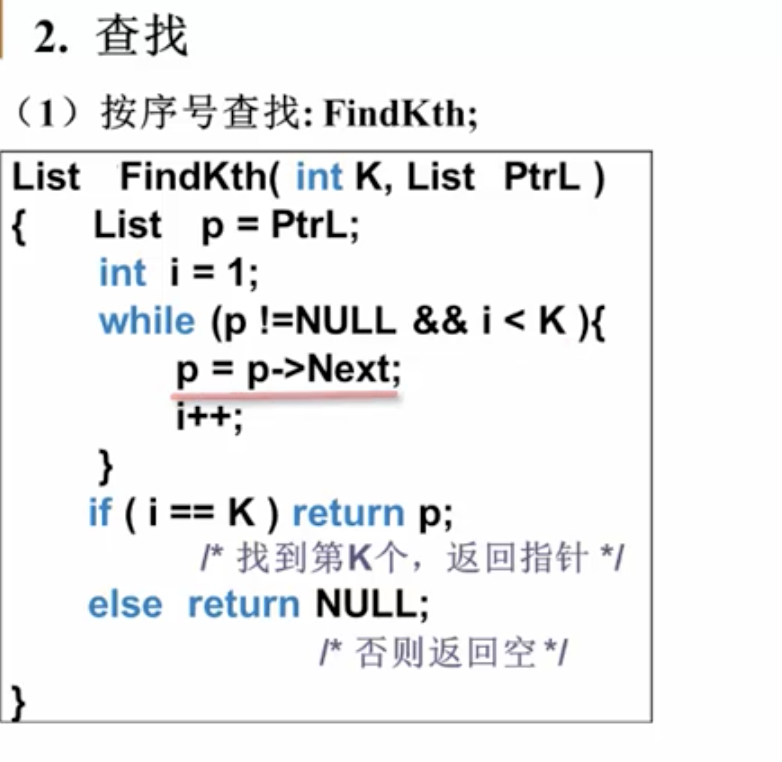 2. 查找
（1）按序号查找: FindKth;
List FindKth( int K, List PtrL )
{ List p = PtrL;
int i = 1;
while (p !=NULL && i < K ){
p = p->Next;
i++;
}
if ( i == K ) return p;
/* 找到第K个，返回指针 */
else return NULL;
/* 否则返回空 */
}